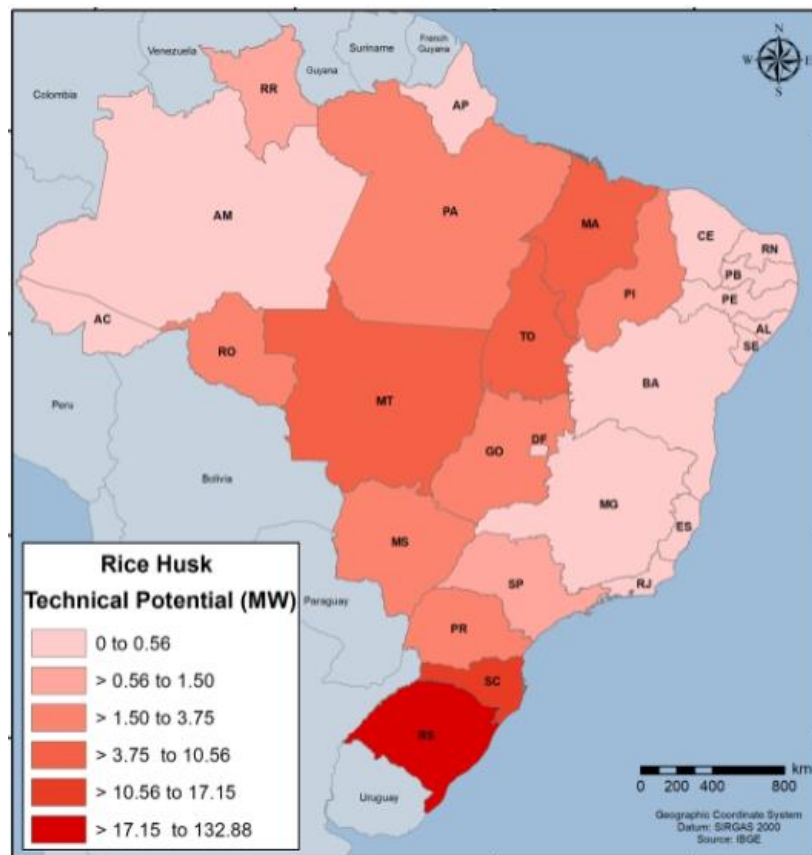 N
W E
S
French
Guyana
Suriname
Venezuela
Guyana
Colombia
RR
AP
AM
PA
MA
CE
RN
PB
PE
PI
AL
SE
AC
TO
RO
BA
MT
Peru
DF
GO
Bolivia
MG
ES
MS
SP
RJ
Paraguay
PR
SC
RS
Uruguay
Rice Husk
Technical Potential (MW)
0 to 0.56
> 0.56 to 1.50
> 1.50 to 3.75
> 3.75 to 10.56
> 10.56 to 17.15
> 17.15 to 132.88
km
0 200 400 800
Geographic Coordinate System
Datum: SIRGAS 2000
Source: IBGE